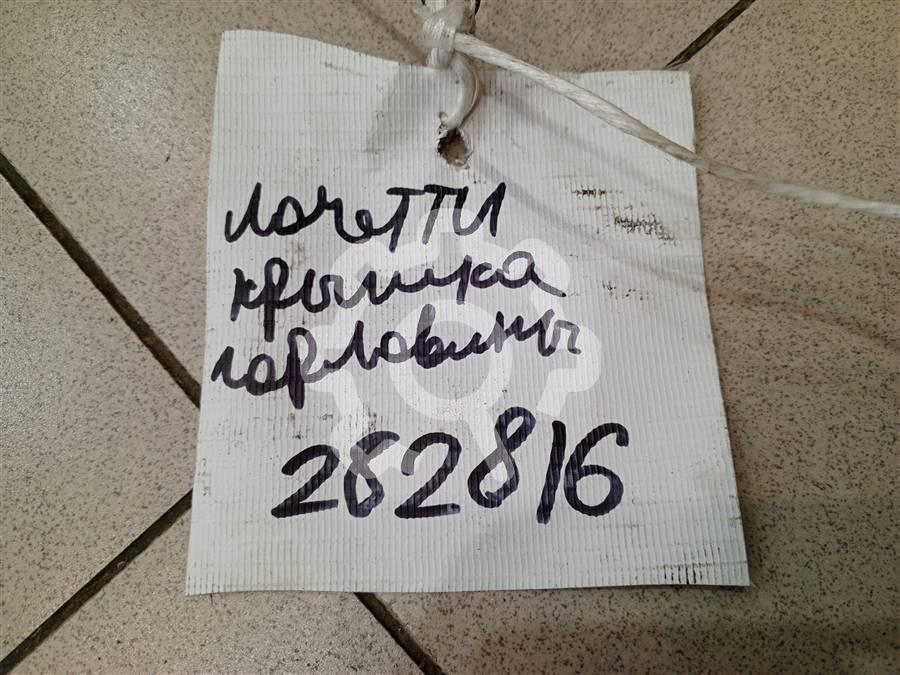 лачетти
крышка
горловины
282816